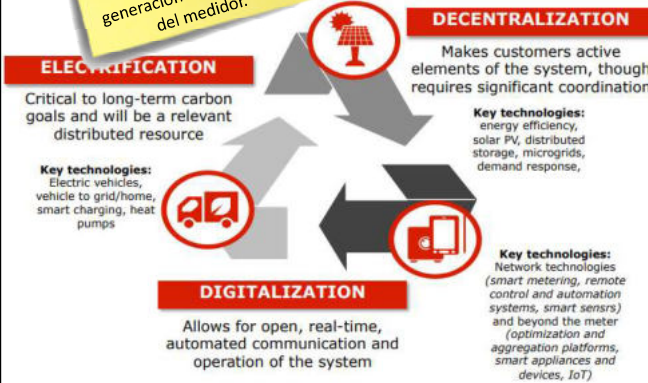 generación
del medidor.
DECENTRALIZATION
Makes customers active
elements of the system, though
requires significant coordination
Key technologies:
energy efficiency,
solar PV, distributed
storage, microgrids,
demand response,
ELECTRIFICATION
Critical to long-term carbon
goals and will be a relevant
distributed resource
Key technologies:
Electric vehicles,
vehicle to grid/home,
smart charging, heat
pumps
DIGITALIZATION
Allows for open, real-time,
automated communication and
operation of the system
Key technologies:
Network technologies
(smart metering, remote
control and automation
systems, smart sensrs)
and beyond the meter
(optimization and
aggregation platforms,
smart appliances and
devices, IoT)